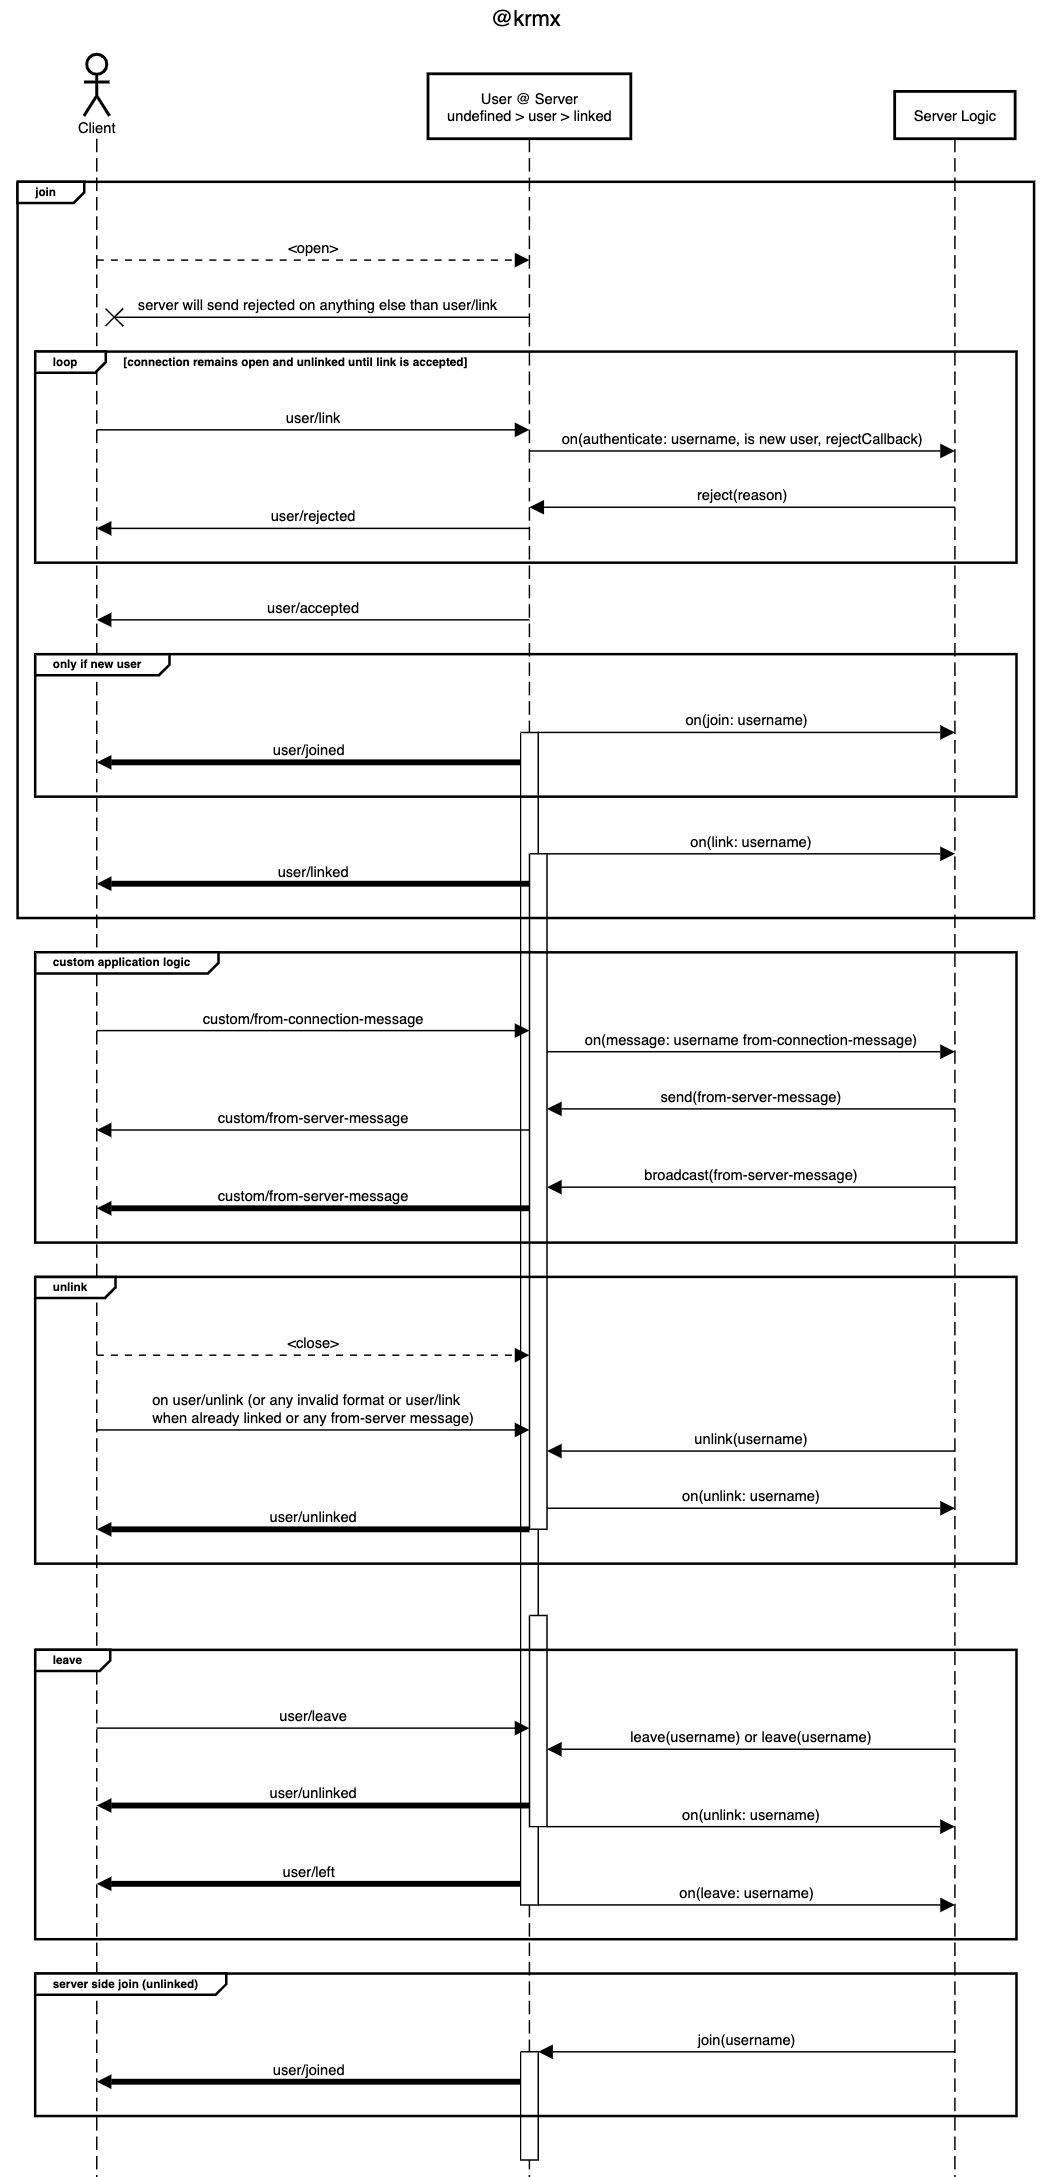 @krmx
Client
User @ Server
undefined > user > linked
Server Logic
join
<open>
server will send rejected on anything else than user/link
loop
[connection remains open and unlinked until link is accepted]
user/link
on(authenticate: username, is new user, rejectCallback)
reject(reason)
user/rejected
user/accepted
only if new user
on(join: username)
user/joined
on(link: username)
user/linked
custom application logic
custom/from-connection-message
on(message: username from-connection-message)
send(from-server-message)
custom/from-server-message
broadcast(from-server-message)
custom/from-server-message
unlink
<close>
on user/unlink (or any invalid format or user/link
when already linked or any from-server message)
unlink(username)
on(unlink: username)
user/unlinked
leave
user/leave
leave(username) or leave(username)
user/unlinked
on(unlink: username)
user/left
on(leave: username)
server side join (unlinked)
join(username)
user/joined